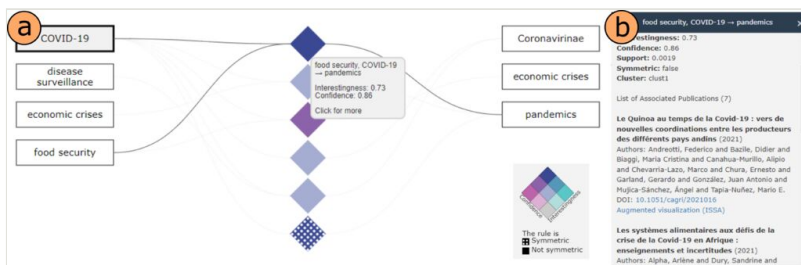 a
COVID-19
disease
surveillance
economic crises
food security
food security, COVID-19
→ pandemics
Interestingness: 0.73
Confidence: 0.86
Click for more
Coronavirinae
economic crises
pandemics
Confidence
Interestingness
The rule is
Symmetric
Not symmetric
b
food security, COVID-19 → pandemics
×
Interestingness: 0.73
Confidence: 0.86
Support: 0.0019
Symmetric: false
Cluster: clust1
List of Associated Publications (7)
Le Quinoa au temps de la Covid-19 : vers de
nouvelles coordinations entre les producteurs
des différents pays andins (2021)
Authors: Andreotti, Federico and Bazile, Didier and
Biaggi, Maria Cristina and Canahua-Murillo, Alipio
and Chevarria-Lazo, Marco and Chura, Ernesto and
Garland, Gerardo and González, Juan Antonio and
Mujica-Sánchez, Ángel and Tapia-Nuñez, Mario E.
DOI: 10.1051/cagri/2021016
Augmented visualization (ISSA)
Les systèmes alimentaires aux défis de la
crise de la Covid-19 en Afrique :
enseignements et incertitudes (2021)
Authors: Alpha, Arlène and Dury, Sandrine and